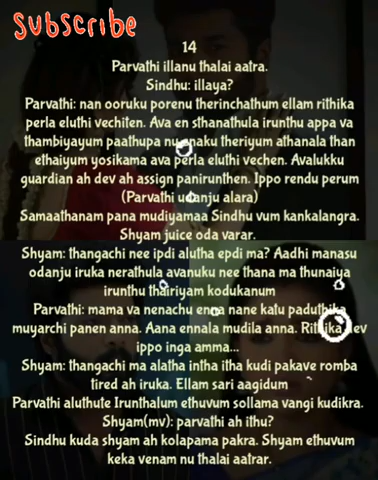 Subscribe
14
Parvathi illanu thalai aatra.
Sindhu: illaya?
Parvathi: nan ooruku porenu therinchathum ellam rithika
perla eluthi vechiten. Ava en sthanathula irunthu appa va
thambiyayum paathupa nu enaku theriyum athanala than
ethaiyum yosikama ava perla eluthi vechen. Avalukku
guardian ah dev ah assign panirunthen. Ippo rendu perum
(Parvathi udanju alara)
Samaathanam pana mudiyamaa Sindhu vum kankalangra.
Shyam juice oda varar.
Shyam: thangachi nee ipdi alutha epdi ma? Aadhi manasu
odanju iruka nerathula avanuku nee thana ma thunaiya
irunthu thairiyam kodukanum
Parvathi: mama va nenachu enna nane katu paduthika
muyarchi panen anna. Aana ennala mudila anna. Rithika dev
ippo inga amma...
Shyam: thangachi ma alatha intha itha kudi pakave romba
tired ah iruka. Ellam sari aagidum
Parvathi aluthute Irunthalum ethuvum sollama vangi kudikra.
Shyam(mv): parvathi ah ithu?
Sindhu kuda shyam ah kolapama pakra. Shyam ethuvum
keka venam nu thalai aatrar.